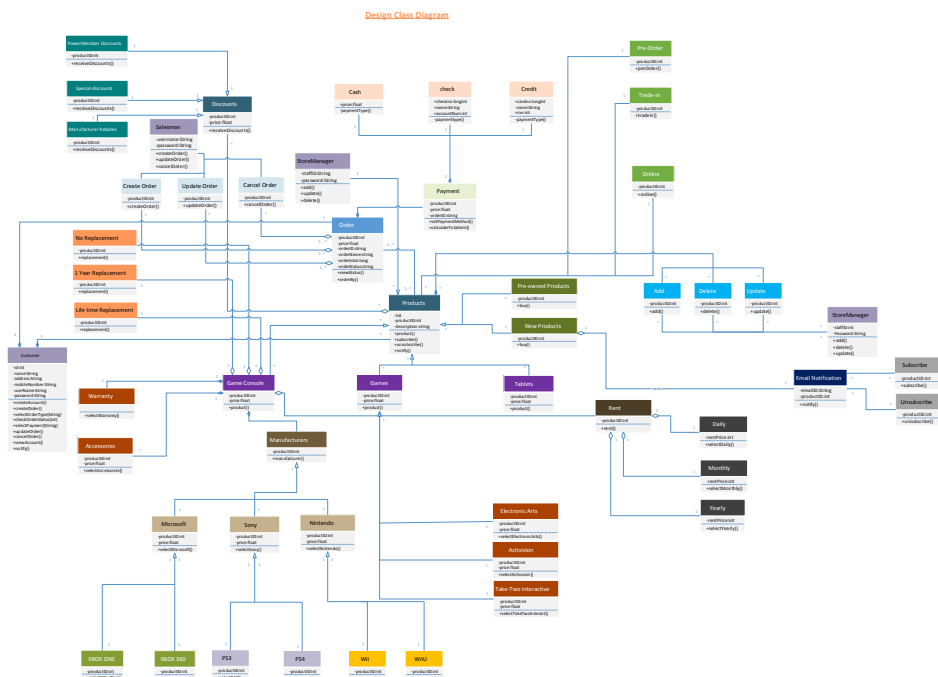 Design Class Diagram
PowerMember Discounts
-productID:int
+receiveDiscounts()
Special-discounts
-productID:int
+receiveDiscounts()
Manufacturer Rebates
-productID:int
+receiveDiscounts()
Discounts
-productID:int
-price:float
+receiveDiscounts()
Salesman
-username:String
-password:String
+createOrder()
+updateOrder()
+cancelOrder()
Create Order
-productID:int
+createOrder()
Update Order
-productID:int
+updateOrder()
Cancel Order
-productID:int
+cancelOrder()
StoreManager
-staffID:String
-password:String
+add()
+update()
+delete()
Cash
+price:float
-paymentType()
check
-name:String
-paymentType()
Credit
-name:String
-paymentType()
Payment
-productID:int
-price:float
-orderID:string
+setPaymentMethod()
+calculateTotalAmt()
Order
-productID:int
-price:float
-orderID:string
-orderName:string
-orderStatus:string
+viewStatus()
+orderBy()
Pre-Order
-productID:int
+preOrder()
Trade-in
-productID:int
+tradeIn()
Online
-productID:int
+online()
No Replacement
-productID:int
+replacement()
1 Year Replacement
-productID:int
+replacement()
Life time Replacement
-productID:int
+replacement()
Products
-productID:int
-description:string
+product()
+subscribe()
+unsubscribe()
+notify()
Pre-owned Products
-productID:int
+buy()
New Products
-productID:int
+buy()
Add
-productID:int
+add()
Delete
-productID:int
+delete()
Update
-productID:int
+update()
StoreManager
-staffID:int
-Password:String
+add()
+delete()
+update()
Customer
-id:int
-name:String
-address:String
-mobileNumber:String
-userName:String
-password:String
+createAccount()
+createOrder()
+selectOrderType(String)
+checkOrderStatus(int)
+selectPayment(String)
+updateOrder()
+cancelOrder()
+viewAccount()
+notify()
Warranty
+selectWarranty()
Accessories
-productID:int
-price:float
+selectAccessories()
Game Console
-productID:int
-price:float
+product()
Games
-productID:int
-price:float
+product()
Tablets
-productID:int
-price:float
+product()
Email Notification
-emailID:String
-productID:int
+notify()
Subscribe
-productID:int
+subscribe()
Unsubscribe
-productID:int
+unsubscribe()
Rent
-productID:int
+rent()
Daily
-rentPrice:int
+selectDaily()
Monthly
-rentPrice:int
+selectMonthly()
Yearly
-rentPrice:int
+selectYearly()
Manufacturers
-productID:int
+manufacturer()
Microsoft
-productID:int
-price:float
+selectMicrosoft()
Sony
-productID:int
-price:float
+selectSony()
Nintendo
-productID:int
-price:float
+selectNintendo()
Electronic Arts
-productID:int
-price:float
+selectElectronicArts()
Activision
-productID:int
-price:float
+selectActivision()
Take-Two Interactive
-productID:int
-price:float
+selectTakeTwoInteract()
XBOX ONE
-productID:int
XBOX 360
-productID:int
PS3
-productID:int
PS4
-productID:int
Wii
-productID:int
WiiU
-productID:int